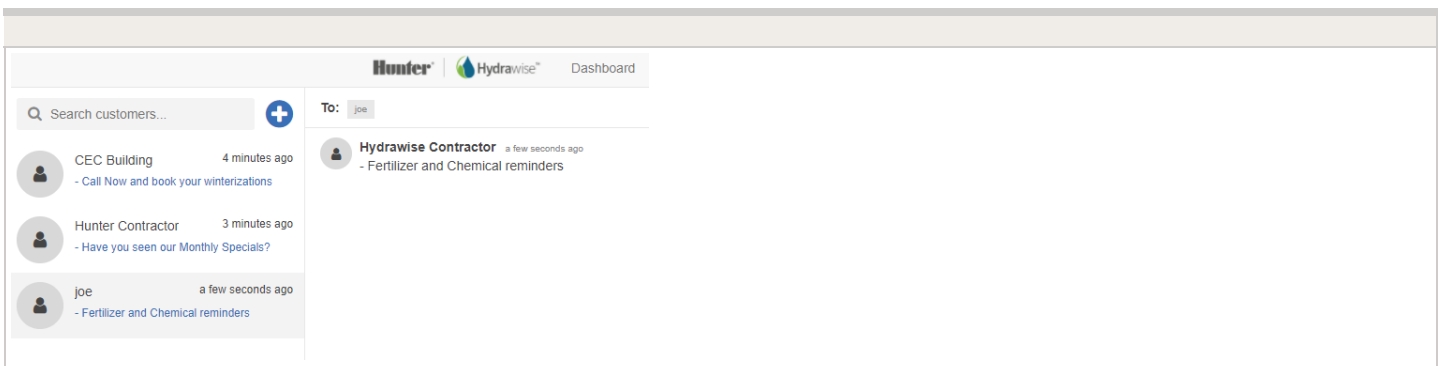 Hunter® Hydrawise™ Dashboard
Search customers...
CEC Building 4 minutes ago
- Call Now and book your winterizations
Hunter Contractor 3 minutes ago
- Have you seen our Monthly Specials?
joe a few seconds ago
- Fertilizer and Chemical reminders
To: joe
Hydrawise Contractor a few seconds ago
- Fertilizer and Chemical reminders